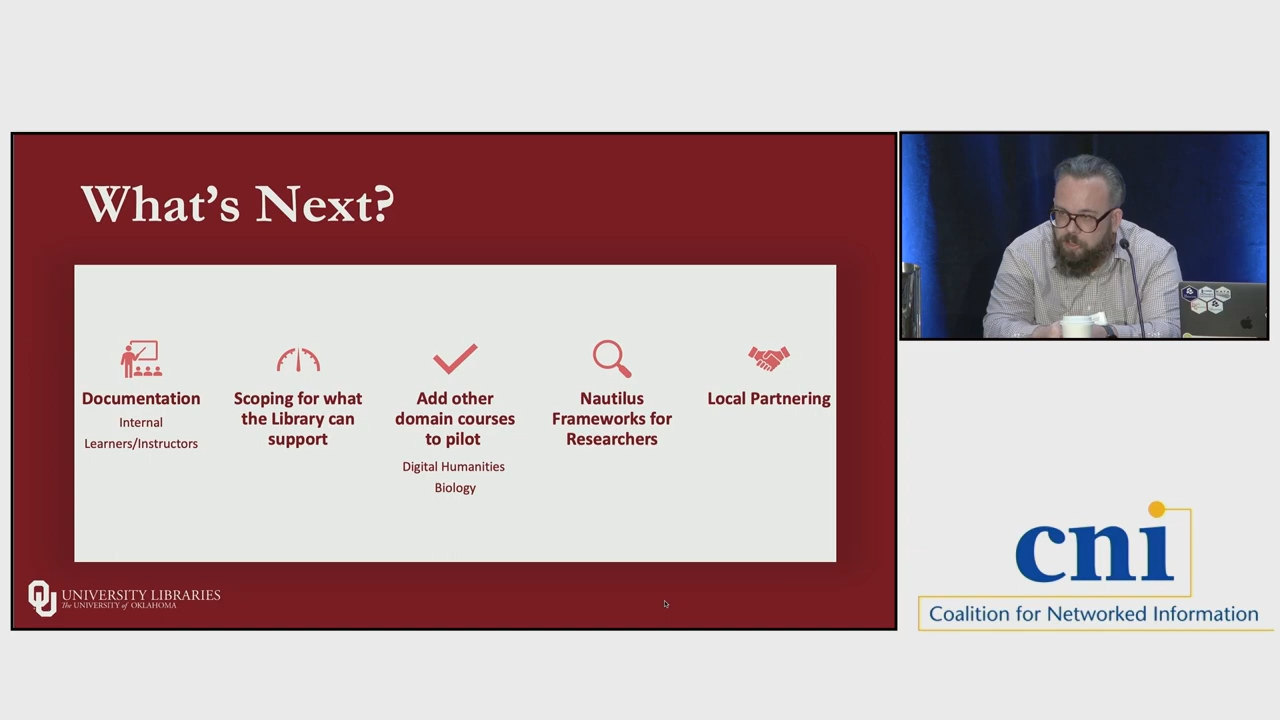 What's Next?
Documentation
Internal
Learners/Instructors
Scoping for what
the Library can
support
Add other
domain courses
to pilot
Digital Humanities
Biology
Nautilus
Frameworks for
Researchers
Local Partnering
OU
UNIVERSITY LIBRARIES
The UNIVERSITY of OKLAHOMA
cni
Coalition for Networked Information